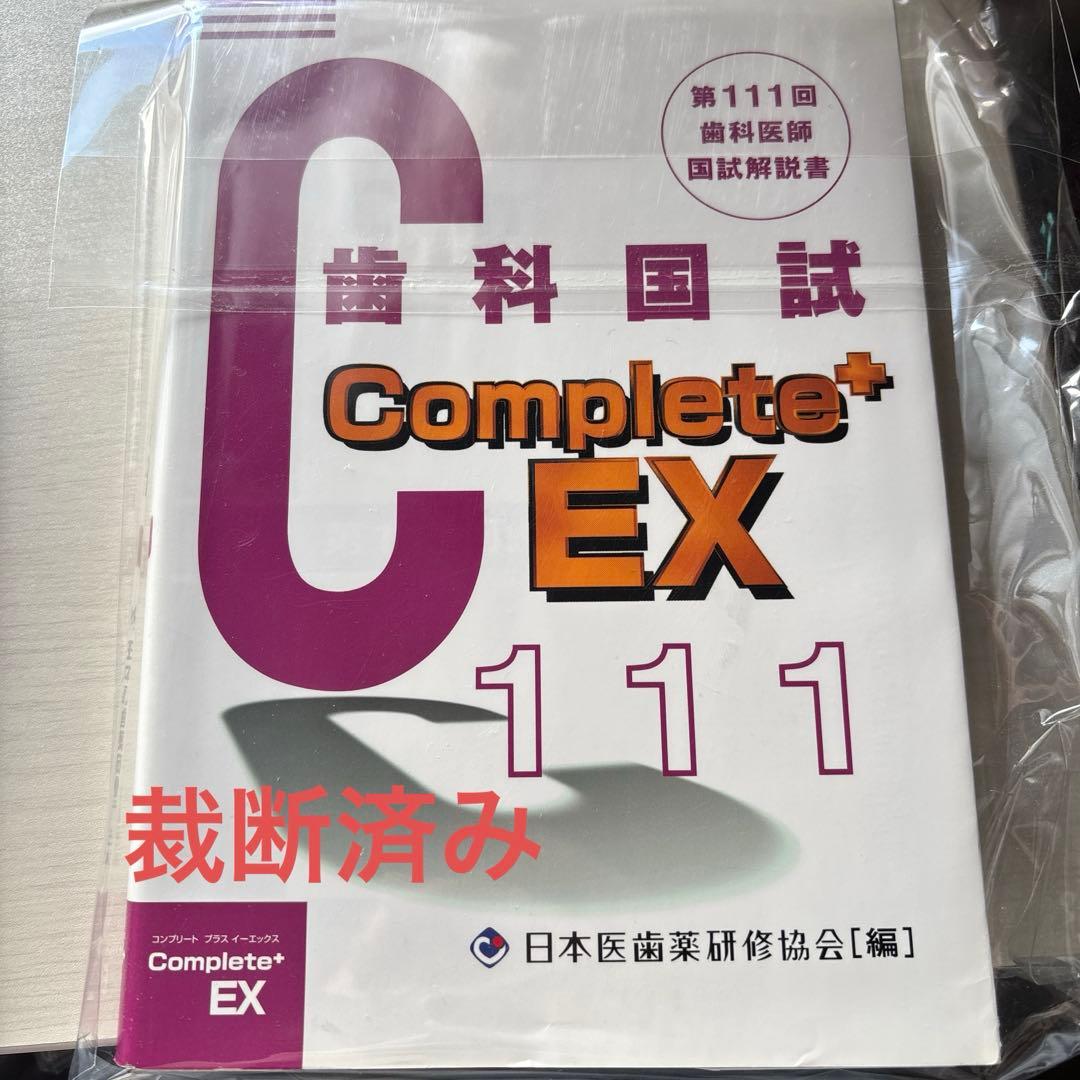 第111回
歯科医師
国試解説書
歯科国試
Complete+
EX
111
裁断済み
コンプリート プラス イーエックス
Complete+
EX
日本医歯薬研修協会[編]